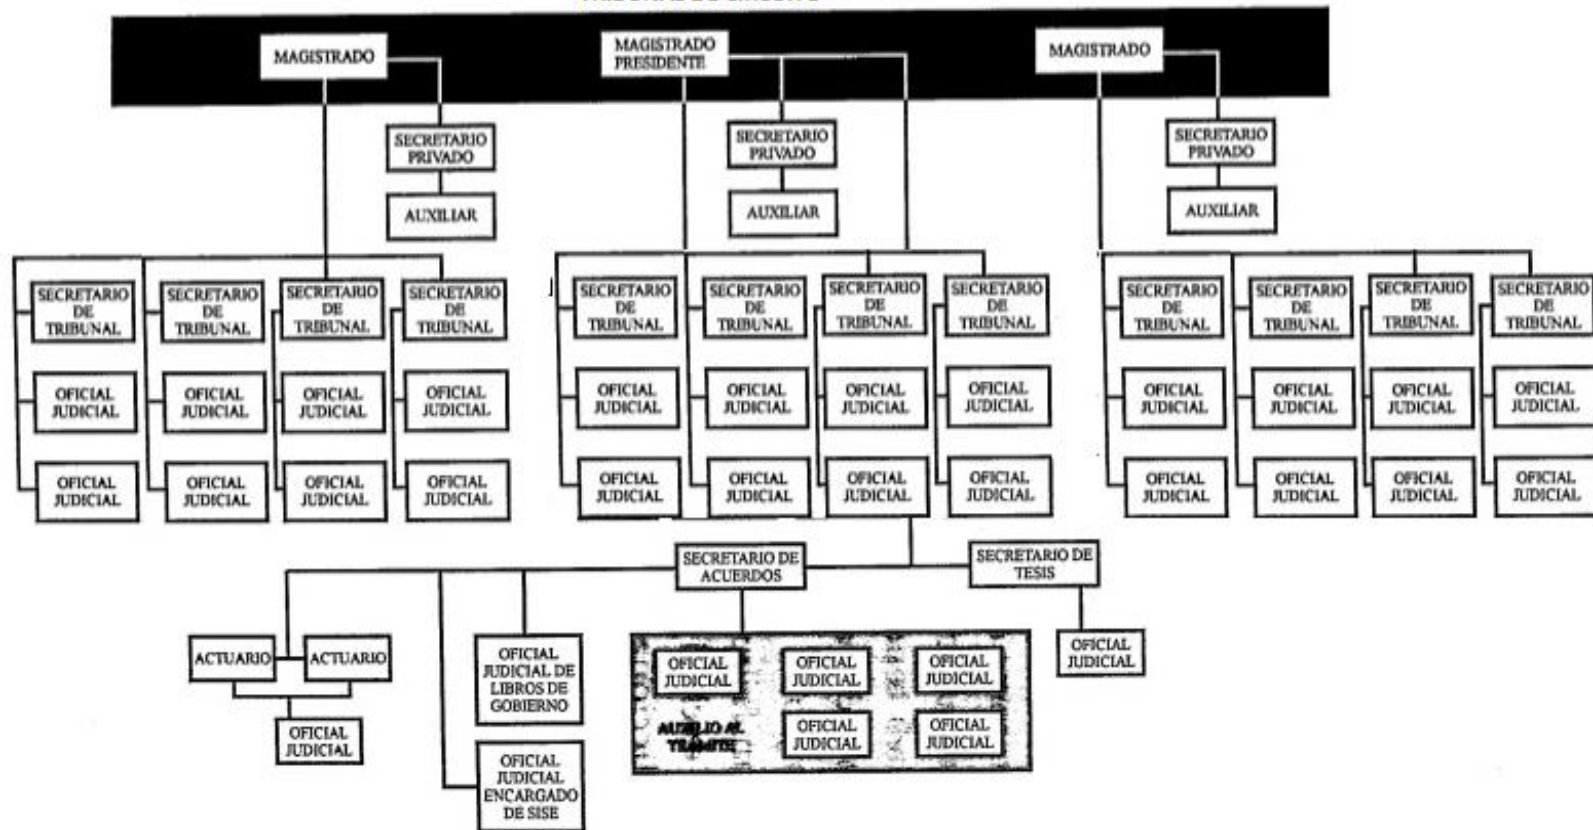 MAGISTRADO
MAGISTRADO
PRESIDENTE
MAGISTRADO
SECRETARIO
PRIVADO
SECRETARIO
PRIVADO
SECRETARIO
PRIVADO
AUXILIAR
AUXILIAR
AUXILIAR
SECRETARIO
DE
TRIBUNAL
SECRETARIO
DE
TRIBUNAL
SECRETARIO
DE
TRIBUNAL
SECRETARIO
DE
TRIBUNAL
SECRETARIO
DE
TRIBUNAL
SECRETARIO
DE
TRIBUNAL
SECRETARIO
DE
TRIBUNAL
SECRETARIO
DE
TRIBUNAL
SECRETARIO
DE
TRIBUNAL
SECRETARIO
DE
TRIBUNAL
SECRETARIO
DE
TRIBUNAL
SECRETARIO
DE
TRIBUNAL
OFICIAL
JUDICIAL
OFICIAL
JUDICIAL
OFICIAL
JUDICIAL
OFICIAL
JUDICIAL
OFICIAL
JUDICIAL
OFICIAL
JUDICIAL
OFICIAL
JUDICIAL
OFICIAL
JUDICIAL
OFICIAL
JUDICIAL
OFICIAL
JUDICIAL
OFICIAL
JUDICIAL
OFICIAL
JUDICIAL
OFICIAL
JUDICIAL
OFICIAL
JUDICIAL
OFICIAL
JUDICIAL
OFICIAL
JUDICIAL
OFICIAL
JUDICIAL
OFICIAL
JUDICIAL
OFICIAL
JUDICIAL
OFICIAL
JUDICIAL
OFICIAL
JUDICIAL
OFICIAL
JUDICIAL
OFICIAL
JUDICIAL
OFICIAL
JUDICIAL
SECRETARIO DE
ACUERDOS
SECRETARIO DE
TESIS
ACTUARIO
ACTUARIO
OFICIAL
JUDICIAL
OFICIAL
JUDICIAL DE
LIBROS DE
GOBIERNO
OFICIAL
JUDICIAL
ENCARGADO
DE SISE
OFICIAL
JUDICIAL
OFICIAL
JUDICIAL
OFICIAL
JUDICIAL
AUXILIO AL
TRÁMITE
OFICIAL
JUDICIAL
OFICIAL
JUDICIAL
OFICIAL
JUDICIAL